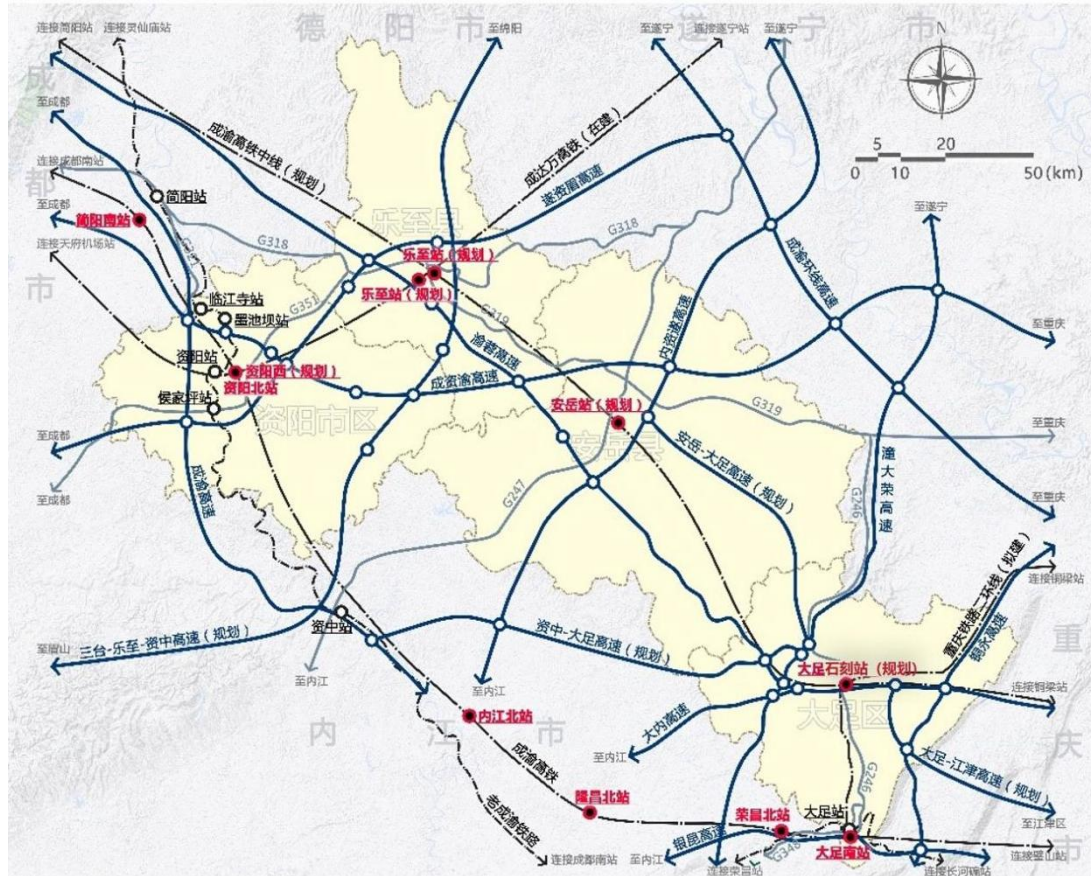 德阳市
遂宁市
连接简阳站
连接灵仙庙站
至绵阳
至遂宁
连接遂宁站
至遂宁
N
成都市
至成都
成渝高铁中线（规划）
成达万高铁（在建）
遂资眉高速
5 20
0 10 50(km)
连接成都南站
简阳站
至成都
简阳南站
G318
乐至县
G318
至遂宁
连接天府机场站
乐至站（规划）
乐至站（规划）
成渝环线高速
G351
临江寺站
墨池坝站
G319
内资遂高速
至重庆
渝蓉高速
资阳站
资阳西（规划）
资阳北站
成资渝高速
侯家坪站
安岳站（规划）
G319
资阳市区
安岳县
至成都
至重庆
安岳-大足高速（规划）
潼大荣高速
成渝高速
G247
G246
至成都
至重庆
重庆铁路二环线（拟建）
连接铜梁站
铜永高速
资中站
重庆市
三台-乐至-资中高速（规划）
资中-大足高速（规划）
至眉山
至内江
至内江
大足石刻站（规划）
连接铜梁站
内江北站
大足区
内江市
大内高速
至内江
成渝高铁
大足-江津高速（规划）
G246
隆昌北站
荣昌北站
大足站
至江津区
老成渝铁路
银昆高速
大足南站
G348
连接成都南站
至内江
连接荣昌站
连接长河碥站
连接璧山站